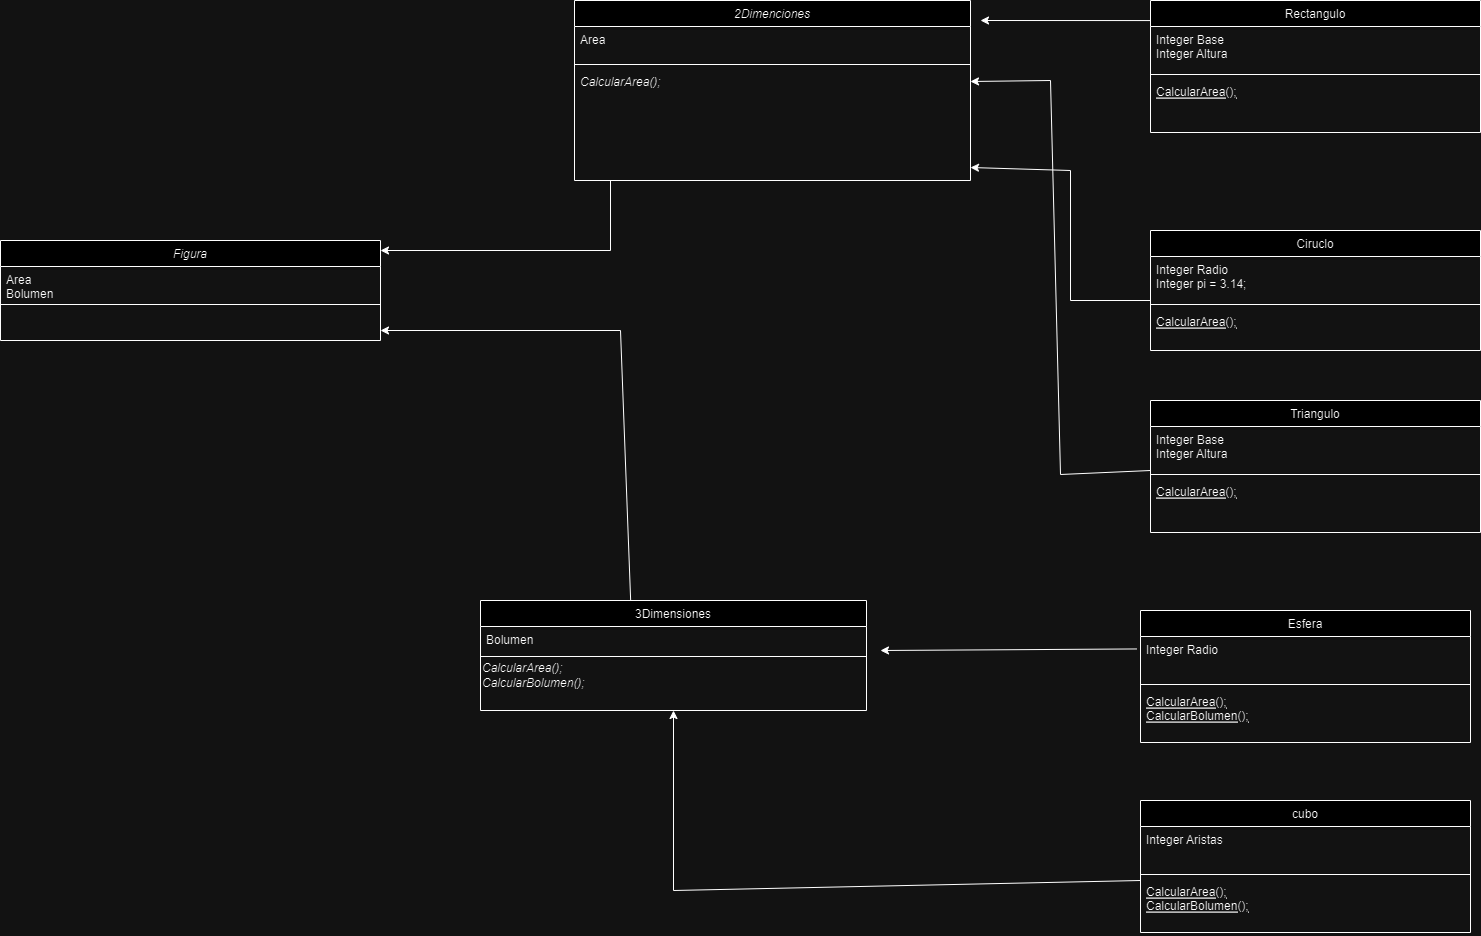 2Dimenciones
Area
CalcularArea();
Rectangulo
Integer Base
Integer Altura
CalcularArea();
Figura
Area
Bolumen
Ciruclo
Integer Radio
Integer pi = 3.14;
CalcularArea();
Triangulo
Integer Base
Integer Altura
CalcularArea();
3Dimensiones
Bolumen
CalcularArea();
CalcularBolumen();
Esfera
Integer Radio
CalcularArea();
CalcularBolumen();
cubo
Integer Aristas
CalcularArea();
CalcularBolumen();